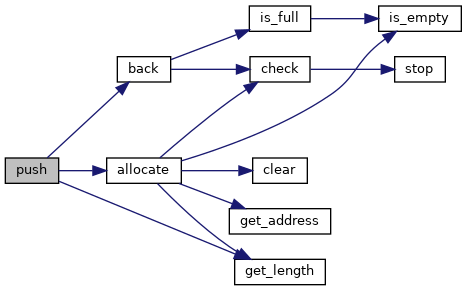 is_full
is_empty
back
check
stop
push
allocate
clear
get_address
get_length